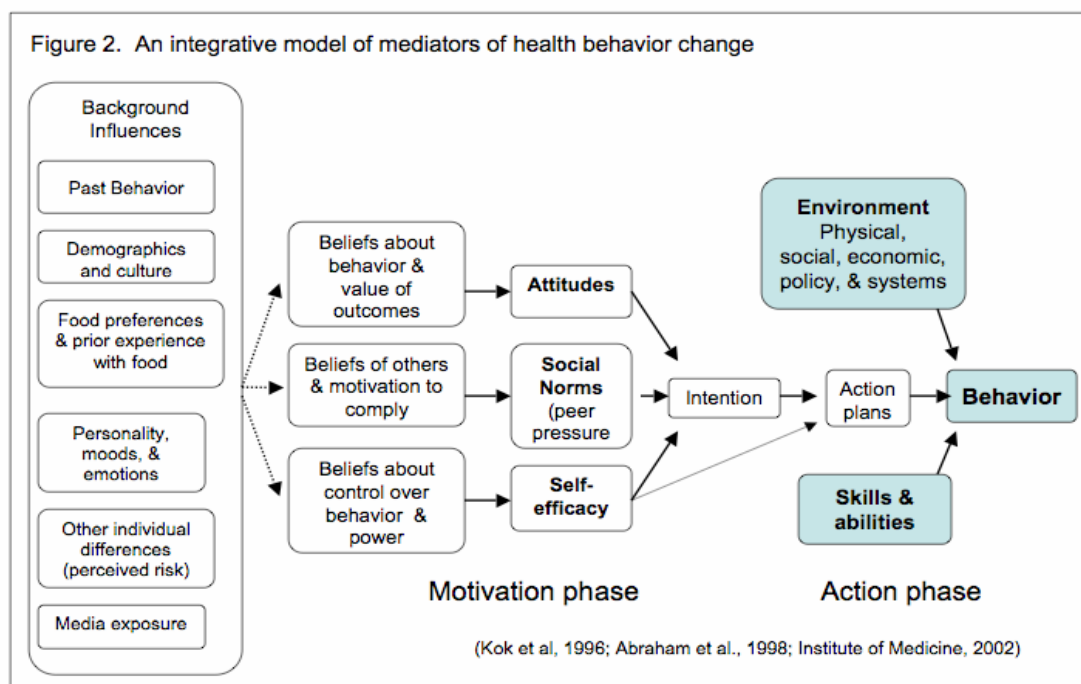 Figure 2.  An integrative model of mediators of health behavior change
Background
Influences
Past Behavior
Demographics
and culture
Food preferences
& prior experience
with food
Personality,
moods, &
emotions
Other individual
differences
(perceived risk)
Media exposure
Beliefs about
behavior &
value of
outcomes
Beliefs of others
& motivation to
comply
Beliefs about
control over
behavior  &
power
Attitudes
Social
Norms
(peer
pressure
Self-
efficacy
Intention
Action
plans
Environment
Physical,
social, economic,
policy, & systems
Behavior
Skills &
abilities
Motivation phase
Action phase
(Kok et al, 1996; Abraham et al., 1998; Institute of Medicine, 2002)